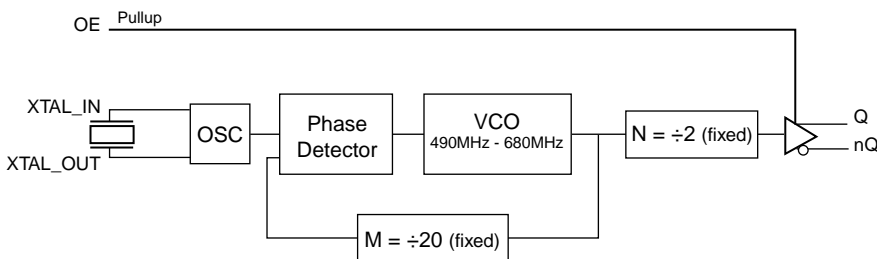 OE Pullup
XTAL_IN
OSC
XTAL_OUT
Phase
Detector
VCO
490MHz - 680MHz
N = ÷2 (fixed)
Q
nQ
M = ÷20 (fixed)